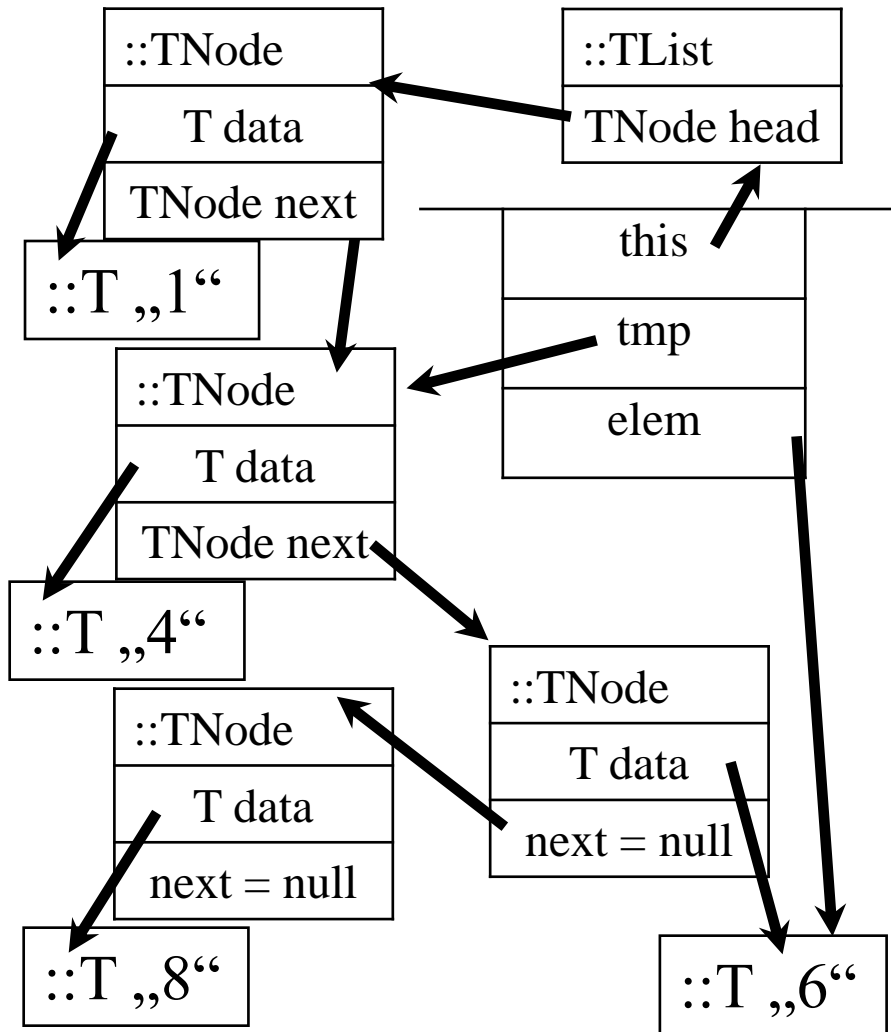 ::TNode
T data
TNode next
::T „1“
::TList
TNode head
this
tmp
elem
::TNode
T data
TNode next
::T „4“
::TNode
T data
next = null
::TNode
T data
next = null
::T „8“
::T „6“